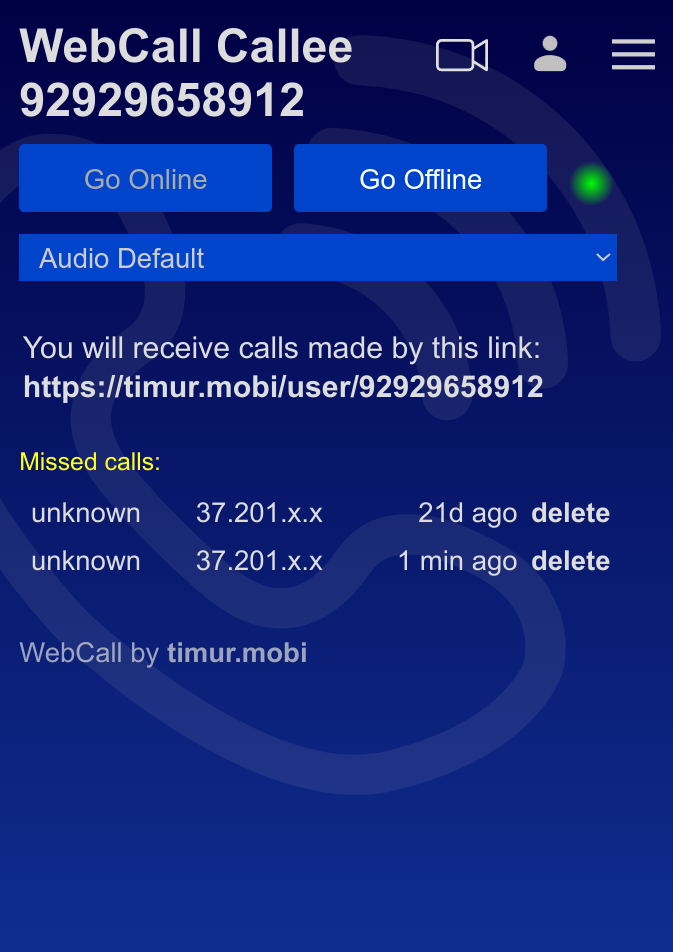 WebCall Callee
92929658912
Go Online Go Offline
Audio Default
You will receive calls made by this link:
https://timur.mobi/user/92929658912
Missed calls:
unknown 37.201.x.x 21d ago delete
unknown 37.201.x.x 1 min ago delete
WebCall by timur.mobi